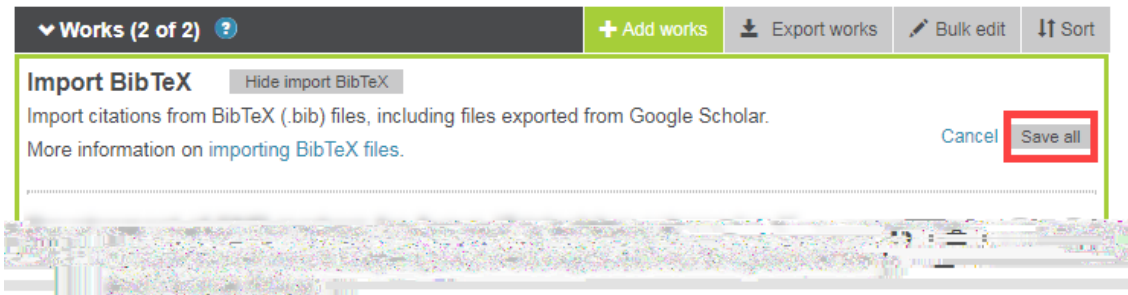 Works (2 of 2) ? Add works Export works Bulk edit Sort
Import BibTeX Hide import BibTeX
Import citations from BibTeX (.bib) files, including files exported from Google Scholar.
More information on importing BibTeX files.
Cancel Save all